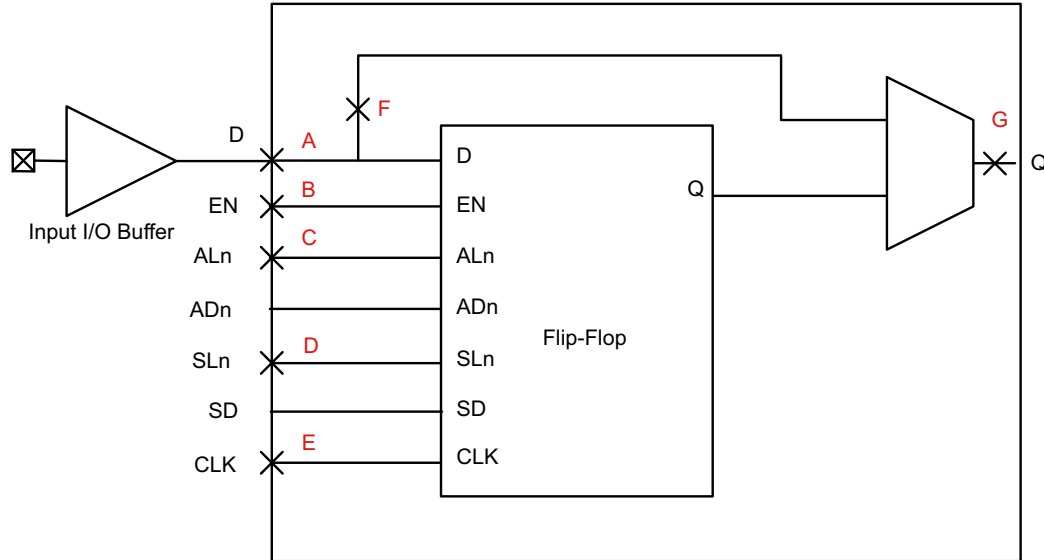 F
G
D
A
D
Q
B
Q
EN
EN
Input I/O Buffer
C
ALn
ALn
ADn
ADn
Flip-Flop
D
SLn
SLn
SD
SD
E
CLK
CLK